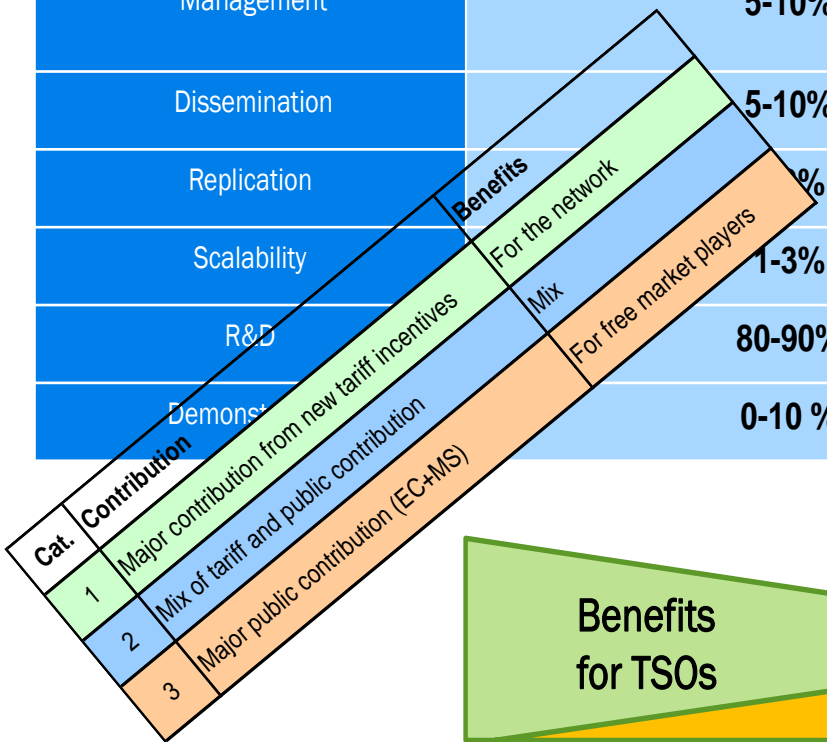 Management 5-10%
Dissemination 5-10%
Replication %
Scalability 1-3%
R&D 80-90%
Demonst 0-10 %
Cat. Contribution Benefits
1 Major contribution from new tariff incentives For the network
2 Mix of tariff and public contribution Mix
3 Major public contribution (EC+MS) For free market players
Benefits
for TSOs